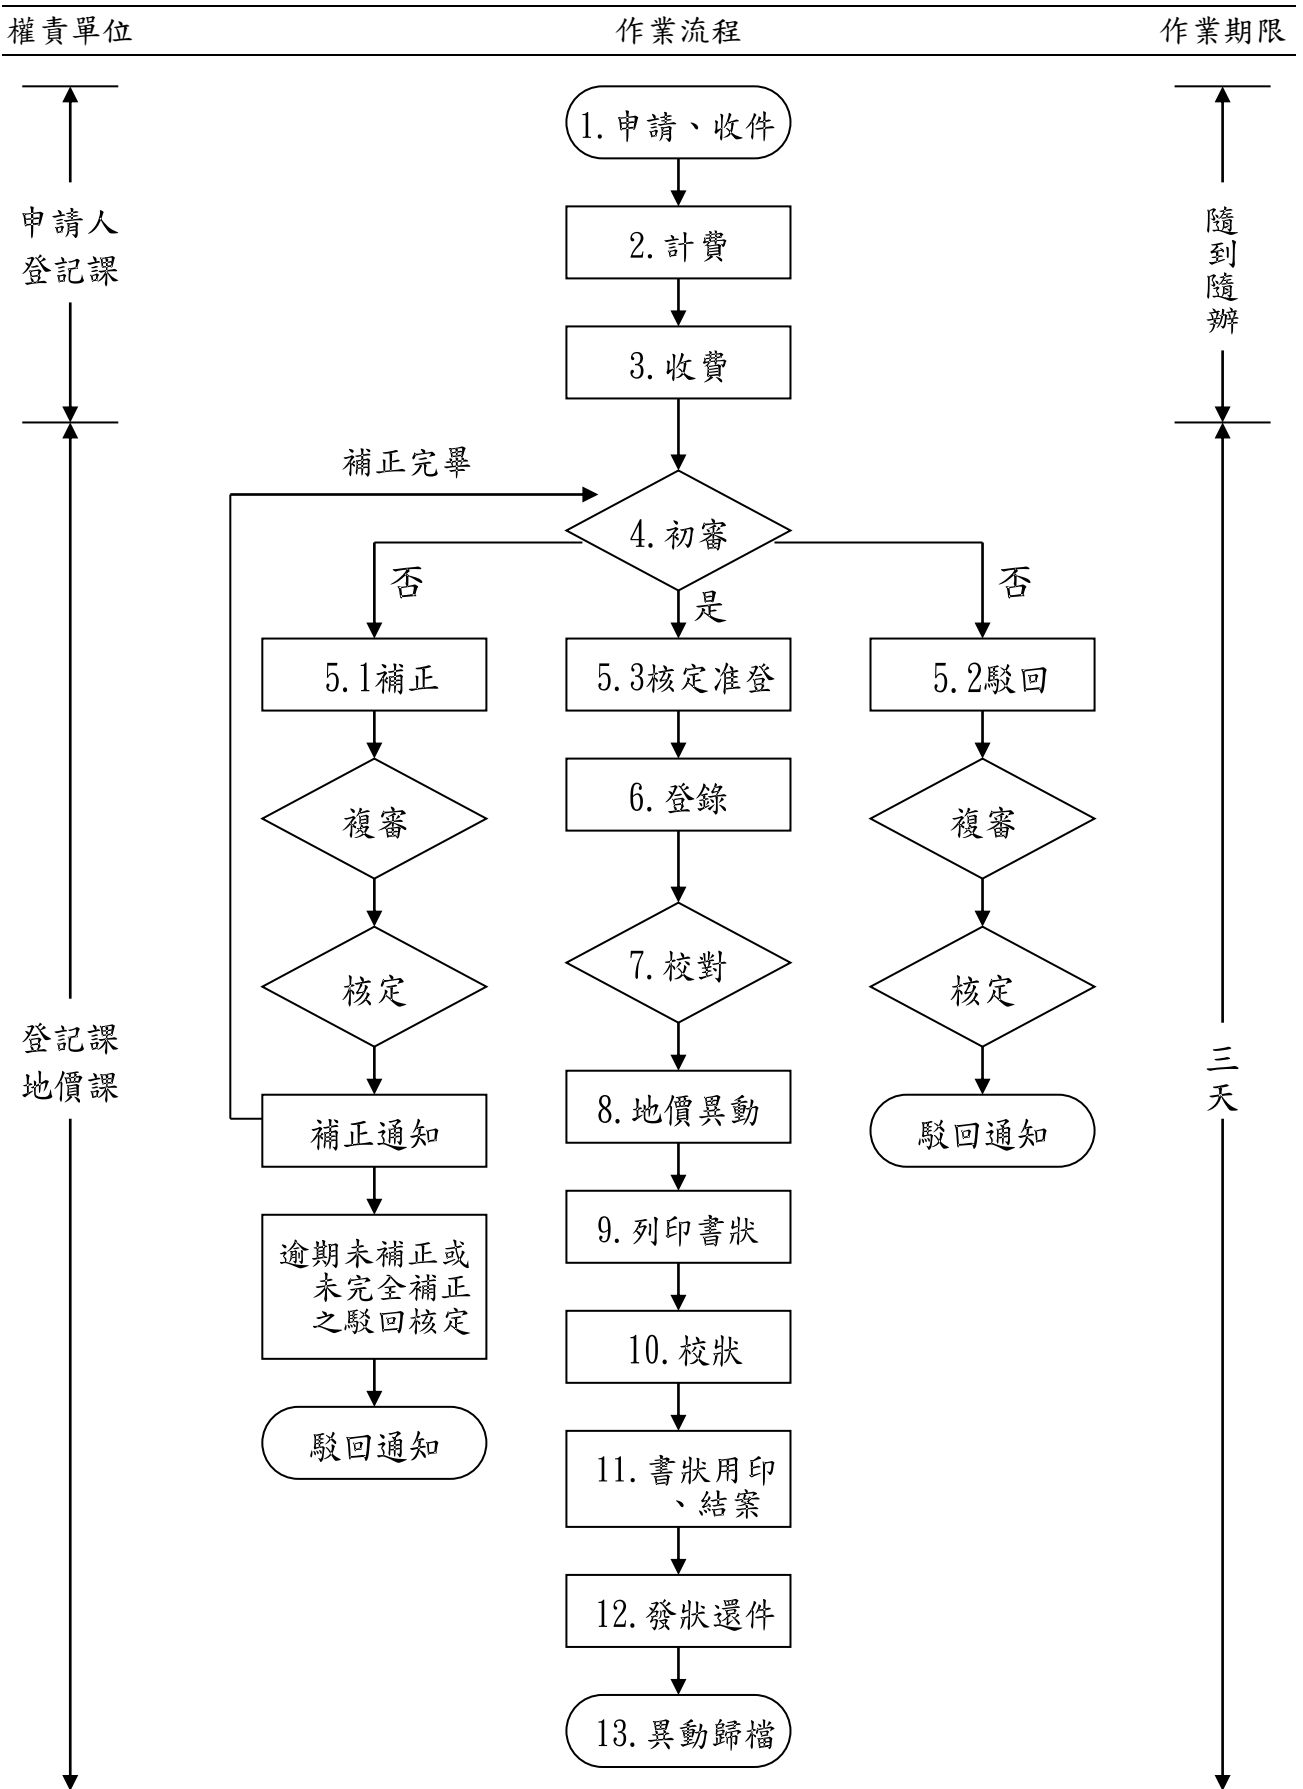 權責單位
作業流程
作業期限
1.申請、收件
申請人
登記課
隨到隨辦
2.計費
3.收費
補正完畢
4.初審
否
是
否
5.1補正
5.3核定准登
5.2駁回
6.登錄
複審
複審
7.校對
核定
核定
登記課
地價課
三天
8.地價異動
補正通知
駁回通知
9.列印書狀
逾期未補正或
未完全補正
之駁回核定
10.校狀
駁回通知
11.書狀用印
、結案
12.發狀還件
13.異動歸檔